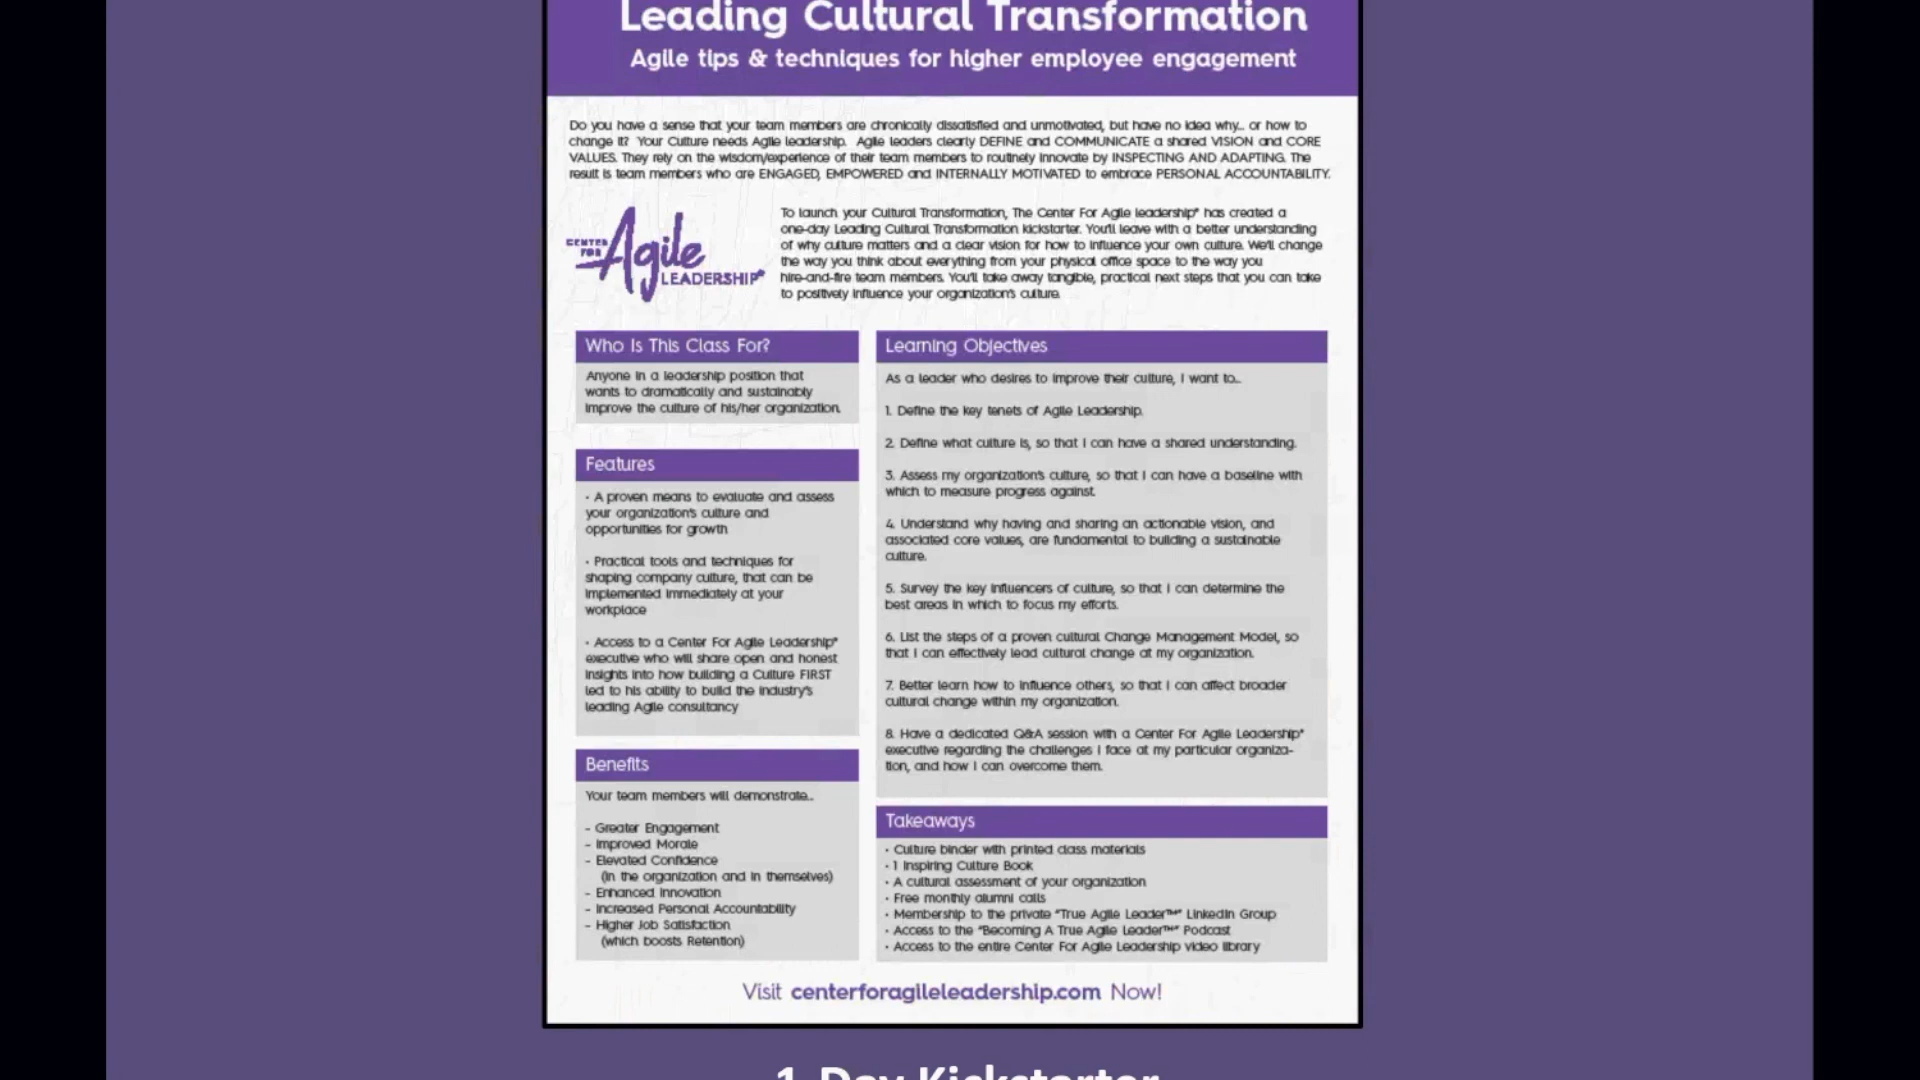 Leading Cultural Transformation
Agile tips & techniques for higher employee engagement
Do you have a sense that your team members are chronically dissatisfied and unmotivated, but have no idea why... or how to
change it? Your Culture needs Agile leadership. Agile leaders clearly DEFINE and COMMUNICATE a shared VISION and CORE
VALUES. They rely on the wisdom/experience of their team members to routinely innovate by INSPECTING AND ADAPTING. The
result is team members who are ENGAGED, EMPOWERED and INTERNALLY MOTIVATED to embrace PERSONAL ACCOUNTABILITY.
CENTER
FOR
Agile
LEADERSHIP®
To launch your Cultural Transformation, The Center For Agile leadership® has created a
one-day Leading Cultural Transformation kickstarter. You'll leave with a better understanding
of why culture matters and a clear vision for how to influence your own culture. We'll change
the way you think about everything from your physical office space to the way you
hire-and-fire team members. You'll take away tangible, practical next steps that you can take
to positively influence your organization's culture.
Who Is This Class For?
Anyone in a leadership position that
wants to dramatically and sustainably
improve the culture of his/her organization.
Features
• A proven means to evaluate and assess
your organization's culture and
opportunities for growth
• Practical tools and techniques for
shaping company culture, that can be
implemented immediately at your
workplace
• Access to a Center For Agile Leadership®
executive who will share open and honest
insights into how building a Culture FIRST
led to his ability to build the industry's
leading Agile consultancy
Benefits
Your team members will demonstrate...
- Greater Engagement
- Improved Morale
- Elevated Confidence
(in the organization and in themselves)
- Enhanced Innovation
- Increased Personal Accountability
- Higher Job Satisfaction
(which boosts Retention)
Learning Objectives
As a leader who desires to improve their culture, I want to...
1. Define the key tenets of Agile Leadership.
2. Define what culture is, so that I can have a shared understanding.
3. Assess my organization's culture, so that I can have a baseline with
which to measure progress against.
4. Understand why having and sharing an actionable vision, and
associated core values, are fundamental to building a sustainable
culture.
5. Survey the key influencers of culture, so that I can determine the
best areas in which to focus my efforts.
6. List the steps of a proven cultural Change Management Model, so
that I can effectively lead cultural change at my organization.
7. Better learn how to influence others, so that I can affect broader
cultural change within my organization.
8. Have a dedicated Q&A session with a Center For Agile Leadership®
executive regarding the challenges I face at my particular organiza-
tion, and how I can overcome them.
Takeaways
• Culture binder with printed class materials
• 1 Inspiring Culture Book
• A cultural assessment of your organization
• Free monthly alumni calls
• Membership to the private "True Agile Leader™" LinkedIn Group
• Access to the "Becoming A True Agile Leader™" Podcast
• Access to the entire Center For Agile Leadership video library
Visit centerforagileleadership.com Now!
1-Day Kickstarter